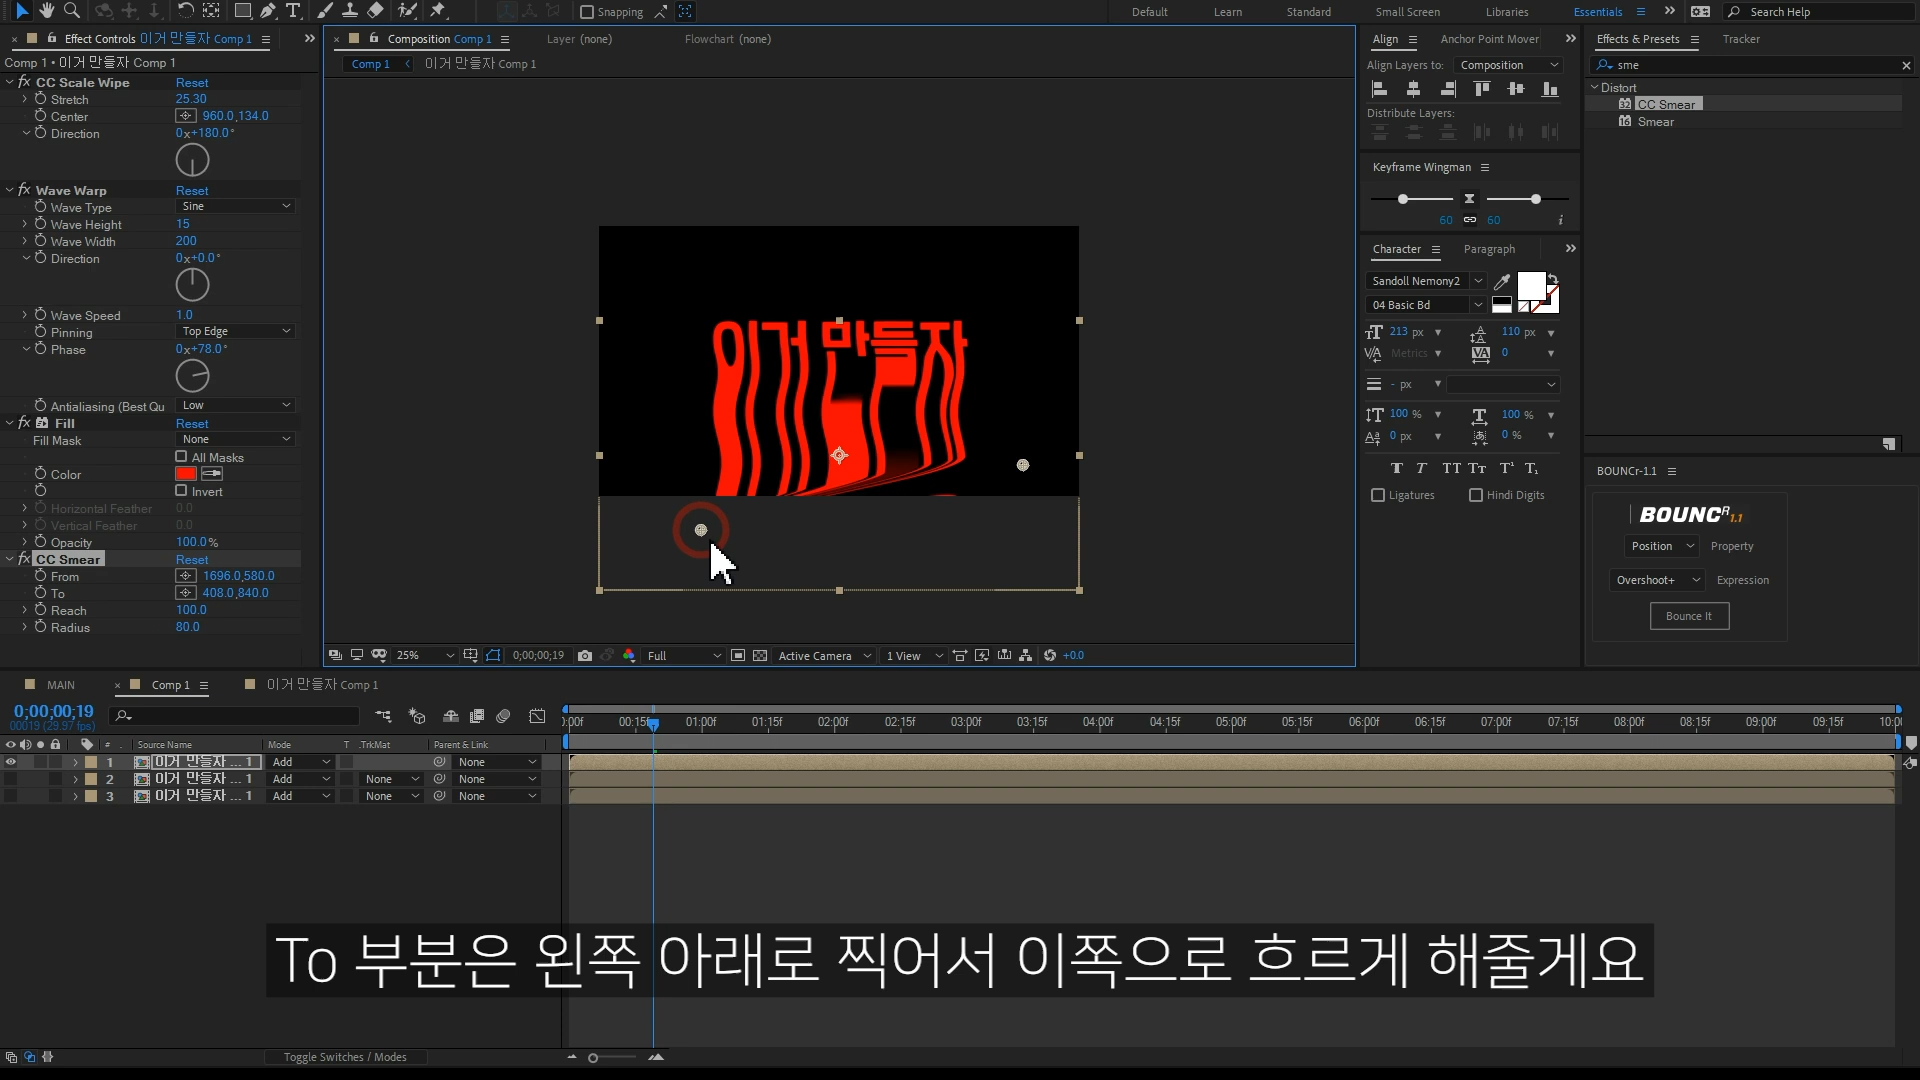 Snapping
Default
Learn
Standard
Small Screen
Libraries
Essentials
Search Help
Effect Controls 이거 만들자 Comp 1
Composition Comp 1
Layer (none)
Flowchart (none)
Align
Anchor Point Mover
Effects & Presets
Tracker
Comp 1 • 이거 만들자 Comp 1
Comp 1
이거 만들자 Comp 1
Align Layers to: Composition
sme
fx CC Scale Wipe Reset
Stretch 25.30
Center 960.0,134.0
Direction 0x+180.0°
Distort
CC Smear
Smear
Distribute Layers:
Keyframe Wingman
60 60
fx Wave Warp Reset
Wave Type Sine
Wave Height 15
Wave Width 200
Direction 0x+0.0°
Wave Speed 1.0
Pinning Top Edge
Phase 0x+78.0°
Antialiasing (Best Qu Low
fx Fill Reset
Fill Mask None
All Masks
Color
Invert
Horizontal Feather 0.0
Vertical Feather 0.0
Opacity 100.0%
fx CC Smear Reset
From 1696.0,580.0
To 408.0,840.0
Reach 100.0
Radius 80.0
이거 만들자
Character
Paragraph
Sandoll Nemony2
04 Basic Bd
213 px
110 px
Metrics
0
- px
100 %
100 %
0 px
0 %
Ligatures
Hindi Digits
BOUNCr-1.1
BOUNCR 1.1
Position Property
Overshoot+ Expression
Bounce It
25%
0;00;00;19
Full
Active Camera
1 View
+0.0
MAIN
Comp 1
이거 만들자 Comp 1
0;00;00;19
00019 (29.97 fps)
:00f 00:15f 01:00f 01:15f 02:00f 02:15f 03:00f 03:15f 04:00f 04:15f 05:00f 05:15f 06:00f 06:15f 07:00f 07:15f 08:00f 08:15f 09:00f 09:15f 10:0
# Source Name Mode T .TrkMat Parent & Link
1 이거 만들자 ... 1 Add None
2 이거 만들자 ... 1 Add None None
3 이거 만들자 ... 1 Add None None
To 부분은 왼쪽 아래로 찍어서 이쪽으로 흐르게 해줄게요
Toggle Switches / Modes